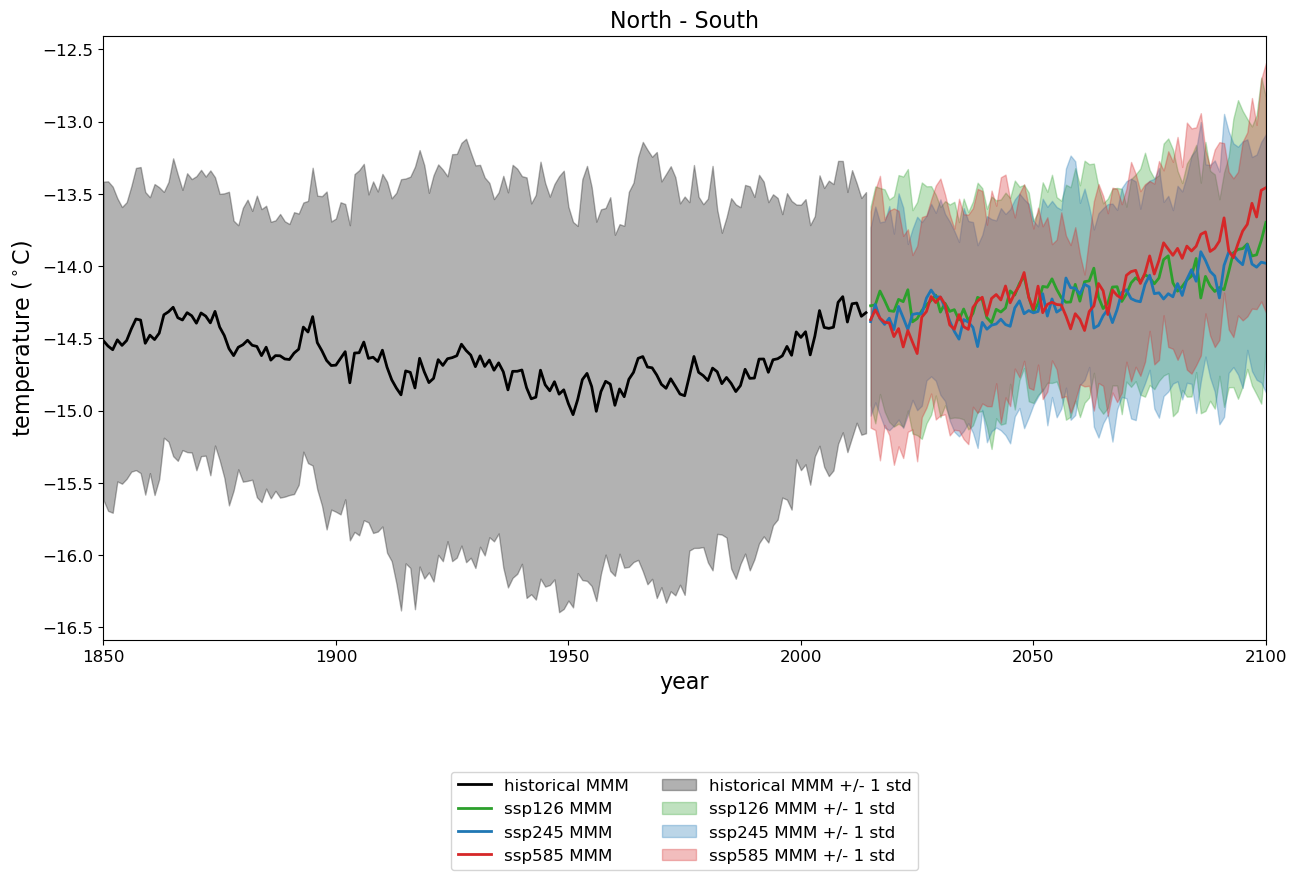 North - South
−12.5
−13.0
−13.5
−14.0
−14.5
−15.0
−15.5
−16.0
−16.5
temperature (°C)
1850 1900 1950 2000 2050 2100
year
historical MMM historical MMM +/- 1 std
ssp126 MMM ssp126 MMM +/- 1 std
ssp245 MMM ssp245 MMM +/- 1 std
ssp585 MMM ssp585 MMM +/- 1 std